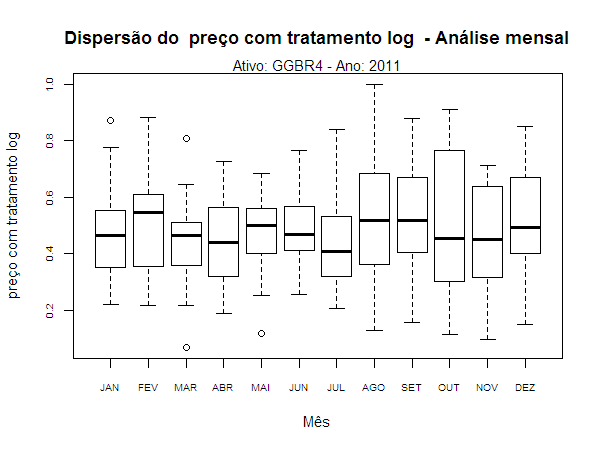 Dispersão do preço com tratamento log - Análise mensal
Ativo: GGBR4 - Ano: 2011
preço com tratamento log
1.0
0.8
0.6
0.4
0.2
JAN FEV MAR ABR MAI JUN JUL AGO SET OUT NOV DEZ
Mês